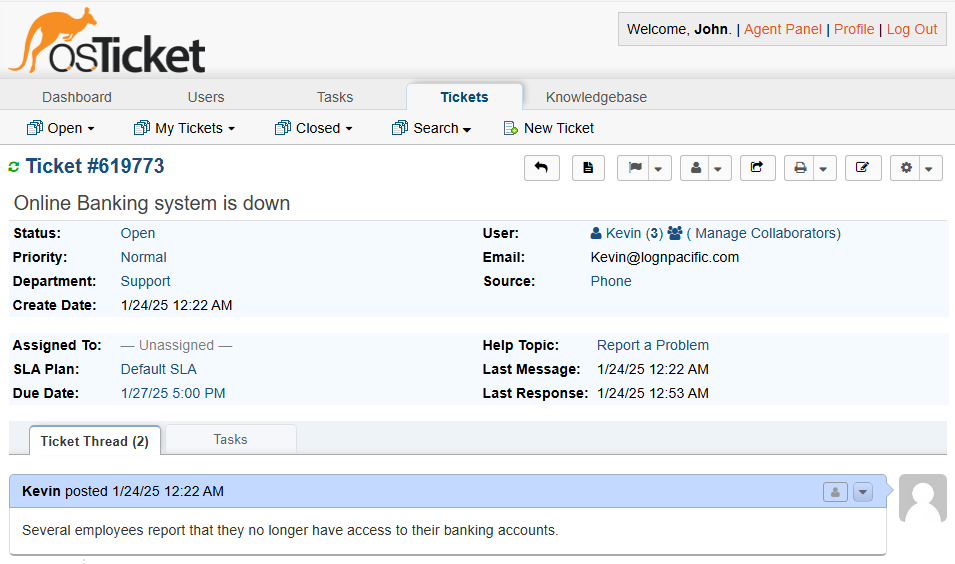 osTicket
Welcome, John. | Agent Panel | Profile | Log Out
Dashboard Users Tasks Tickets Knowledgebase
Open My Tickets Closed Search New Ticket
Ticket #619773
Online Banking system is down
Status: Open User: Kevin (3) ( Manage Collaborators)
Priority: Normal Email: Kevin@lognpacific.com
Department: Support Source: Phone
Create Date: 1/24/25 12:22 AM
Assigned To: — Unassigned — Help Topic: Report a Problem
SLA Plan: Default SLA Last Message: 1/24/25 12:22 AM
Due Date: 1/27/25 5:00 PM Last Response: 1/24/25 12:53 AM
Ticket Thread (2) Tasks
Kevin posted 1/24/25 12:22 AM
Several employees report that they no longer have access to their banking accounts.